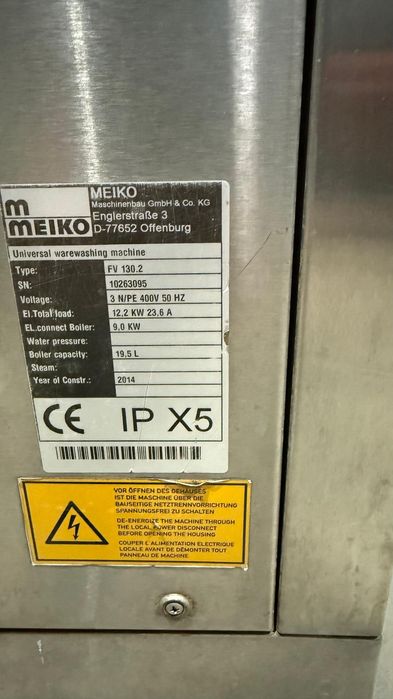 m
MEIKO
MEIKO
Maschinenbau GmbH & Co. KG
Englerstraße 3
D-77652 Offenburg
Universal warewashing machine
Type: FV 130.2
SN: 10263095
Voltage: 3 N/PE 400V 50 HZ
El.Total load: 12,2 KW 23,6 A
EL.connect Boiler: 9,0 KW
Water pressure:
Boiler capacity: 19,5 L
Steam:
Year of Constr.: 2014
CE IP X5
VOR ÖFFNEN DES GEHÄUSES
IST DIE MASCHINE ÜBER DIE
BAUSEITIGE NETZTRENNVORRICHTUNG
SPANNUNGSFREI ZU SCHALTEN
DE-ENERGIZE THE MACHINE THROUGH
THE LOCAL POWER DISCONNECT
BEFORE OPENING THE HOUSING
COUPER L'ALIMENTATION ELECTRIQUE
LOCALE AVANT DE DÉMONTER TOUT
PANNEAU DE MACHINE